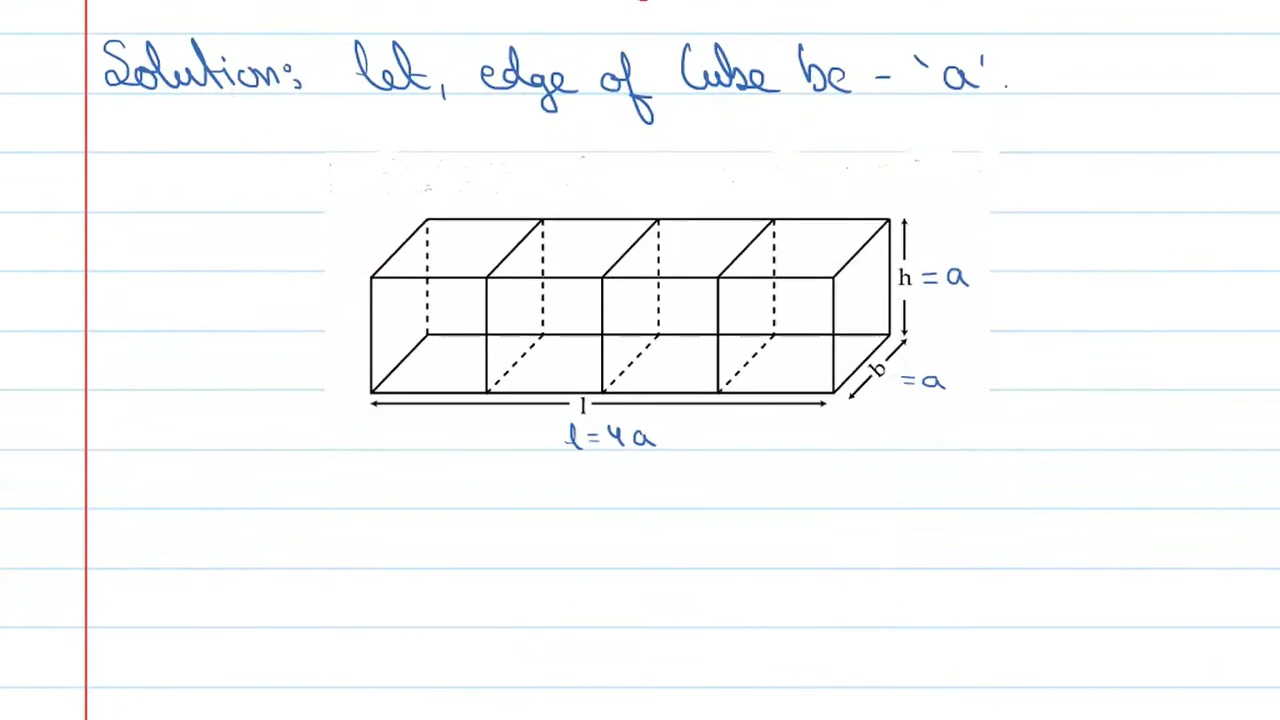 Solution: let, edge of Cube be - 'a'.
h = a
b = a
l
l = 4a